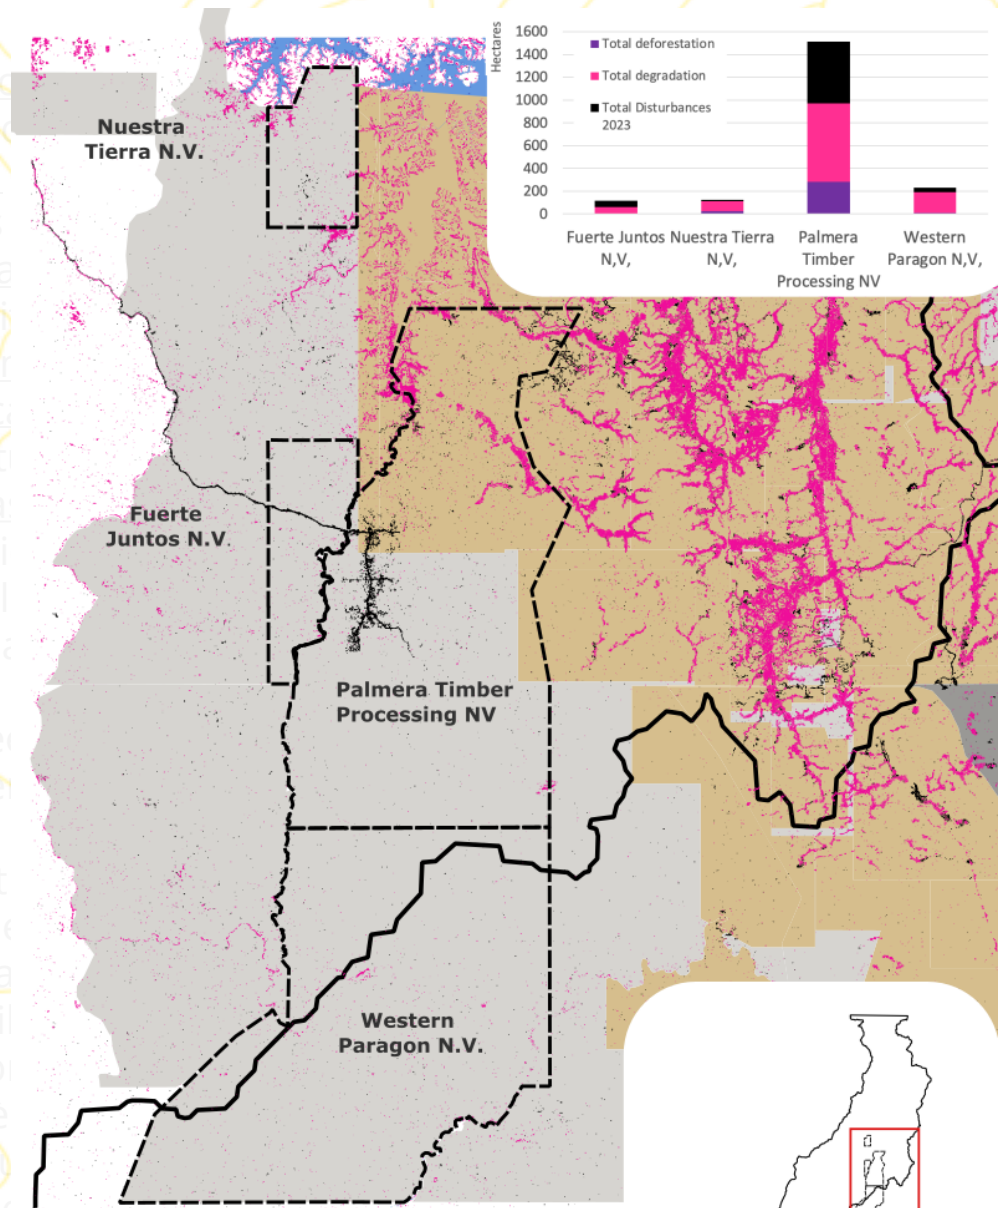 Hectares
1600
1400
1200
1000
800
600
400
200
0
Total deforestation
Total degradation
Total Disturbances
2023
Fuerte Juntos
N,V,
Nuestra Tierra
N,V,
Palmera
Timber
Processing NV
Western
Paragon N,V,
Nuestra
Tierra N.V.
Fuerte
Juntos N.V.
Palmera Timber
Processing NV
Western
Paragon N.V.